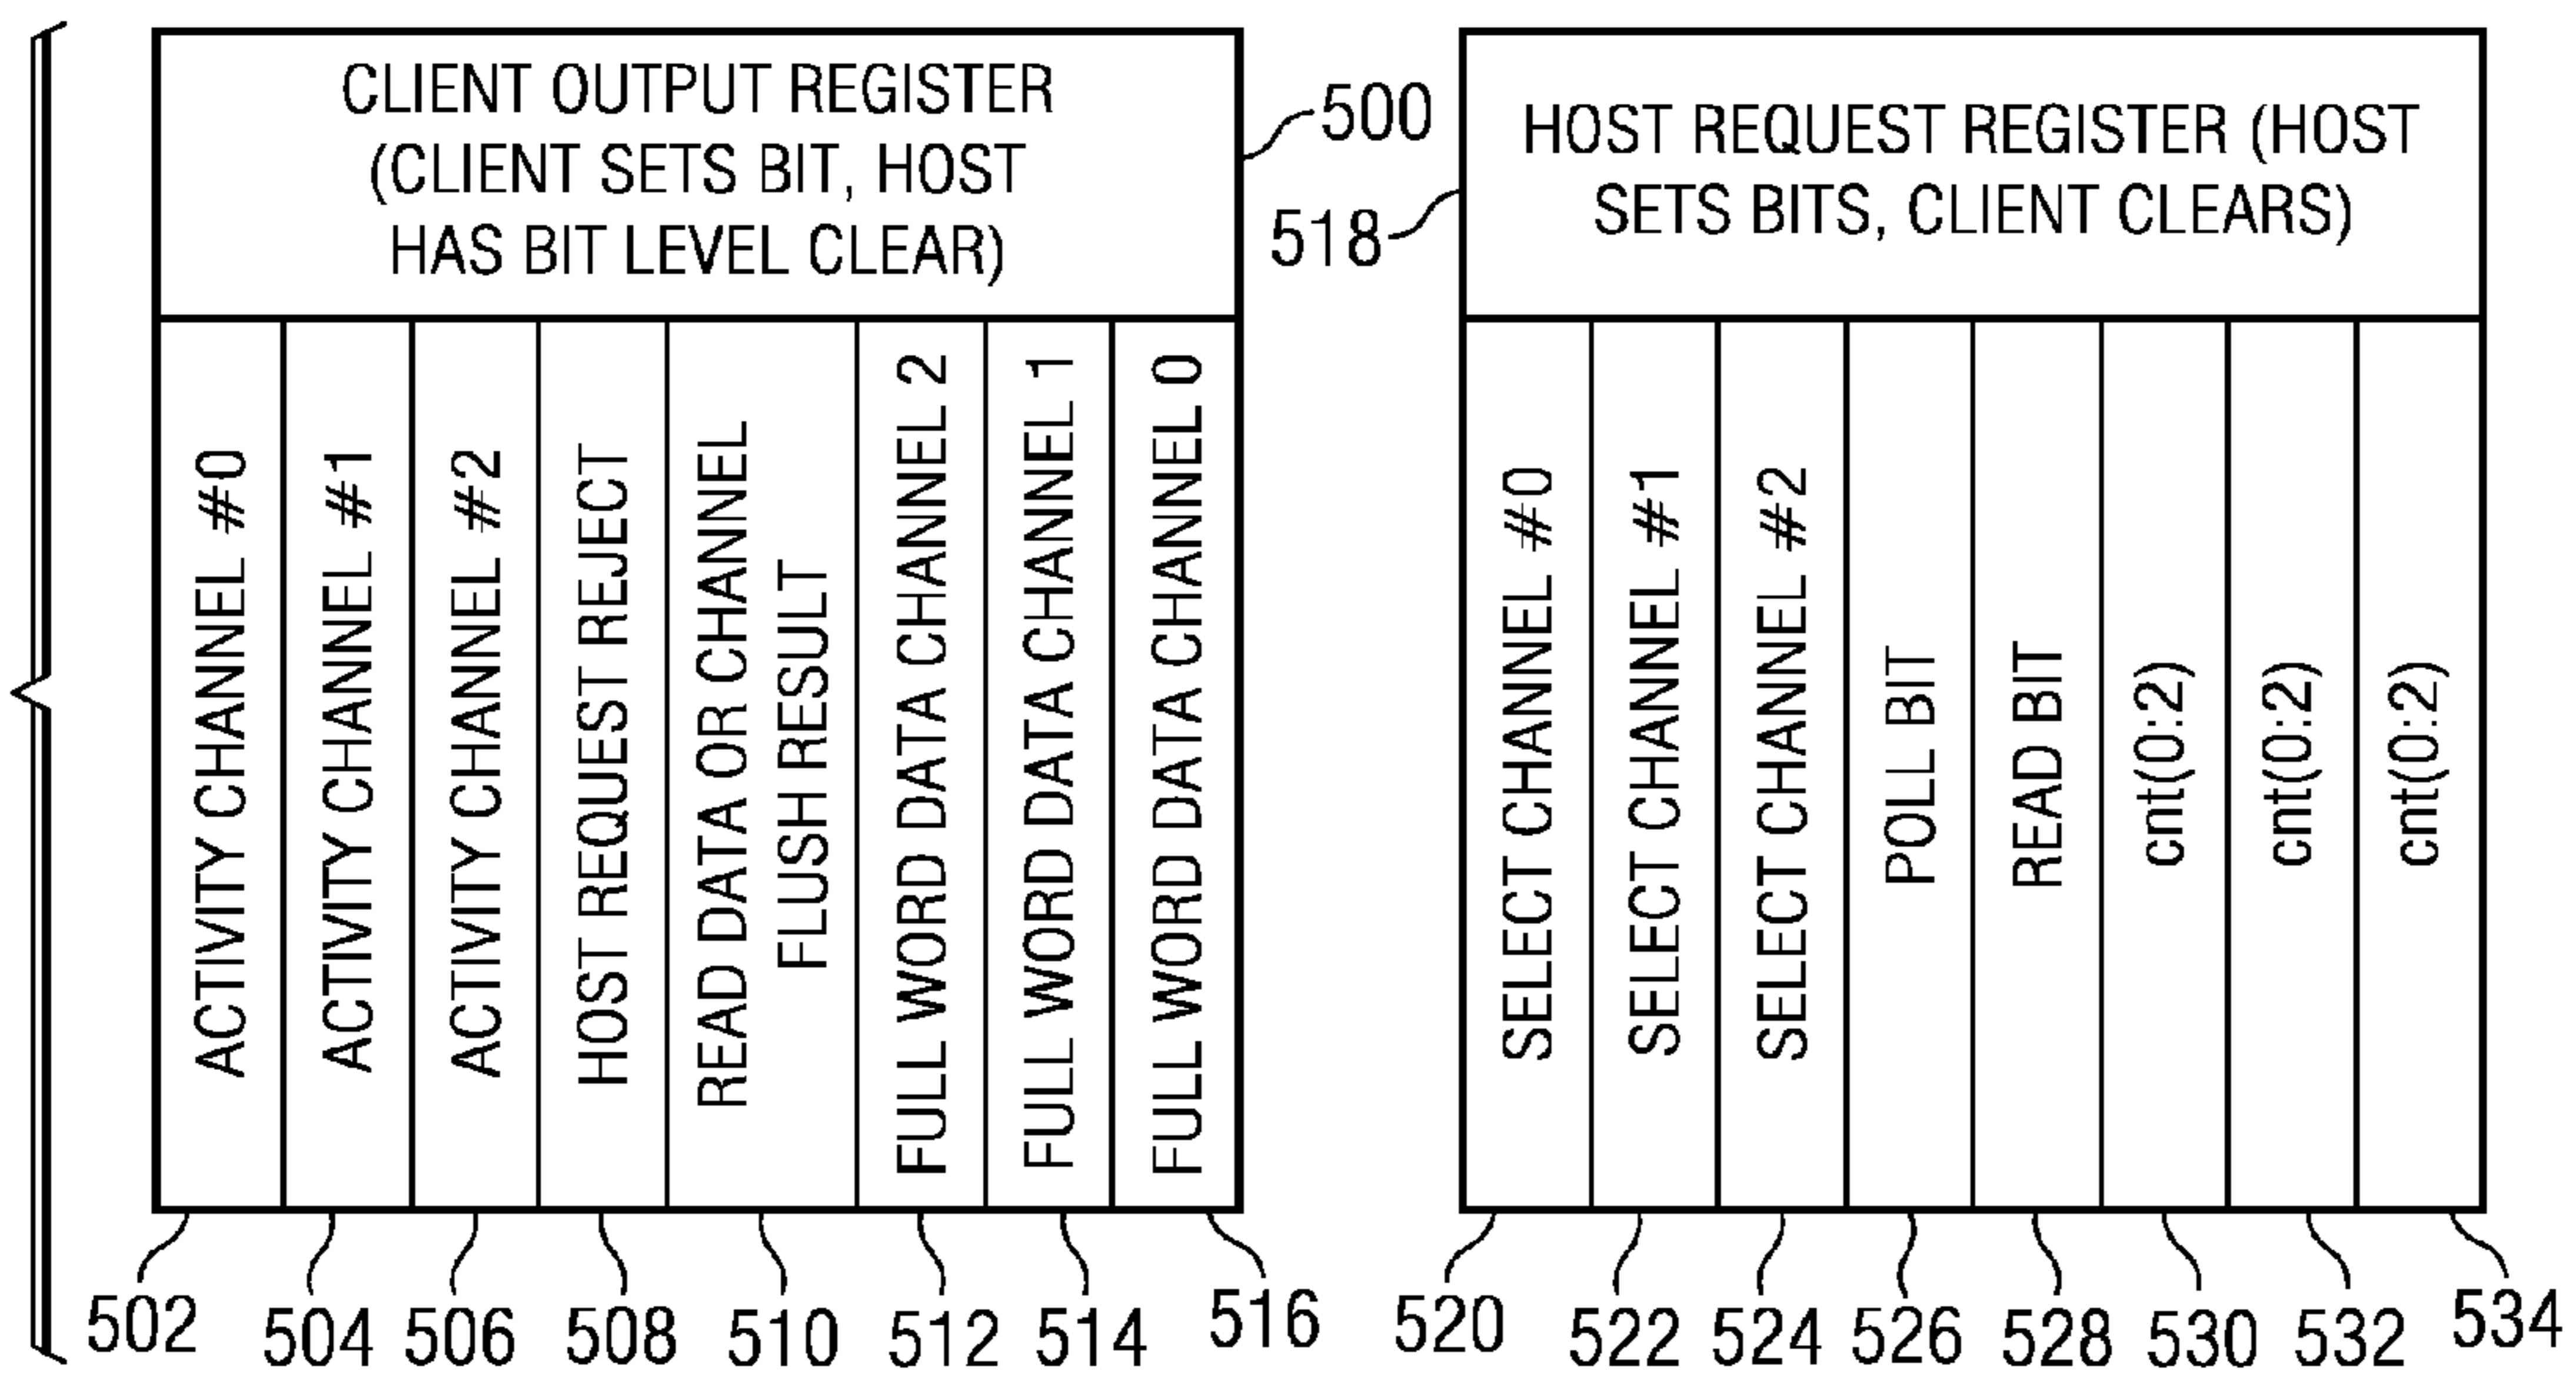 CLIENT OUTPUT REGISTER
(CLIENT SETS BIT, HOST
HAS BIT LEVEL CLEAR)
500
ACTIVITY CHANNEL #0
ACTIVITY CHANNEL #1
ACTIVITY CHANNEL #2
HOST REQUEST REJECT
READ DATA OR CHANNEL
FLUSH RESULT
FULL WORD DATA CHANNEL 2
FULL WORD DATA CHANNEL 1
FULL WORD DATA CHANNEL 0
502
504
506
508
510
512
514
516
HOST REQUEST REGISTER (HOST
SETS BITS, CLIENT CLEARS)
518
SELECT CHANNEL #0
SELECT CHANNEL #1
SELECT CHANNEL #2
POLL BIT
READ BIT
cnt(0:2)
cnt(0:2)
cnt(0:2)
520
522
524
526
528
530
532
534